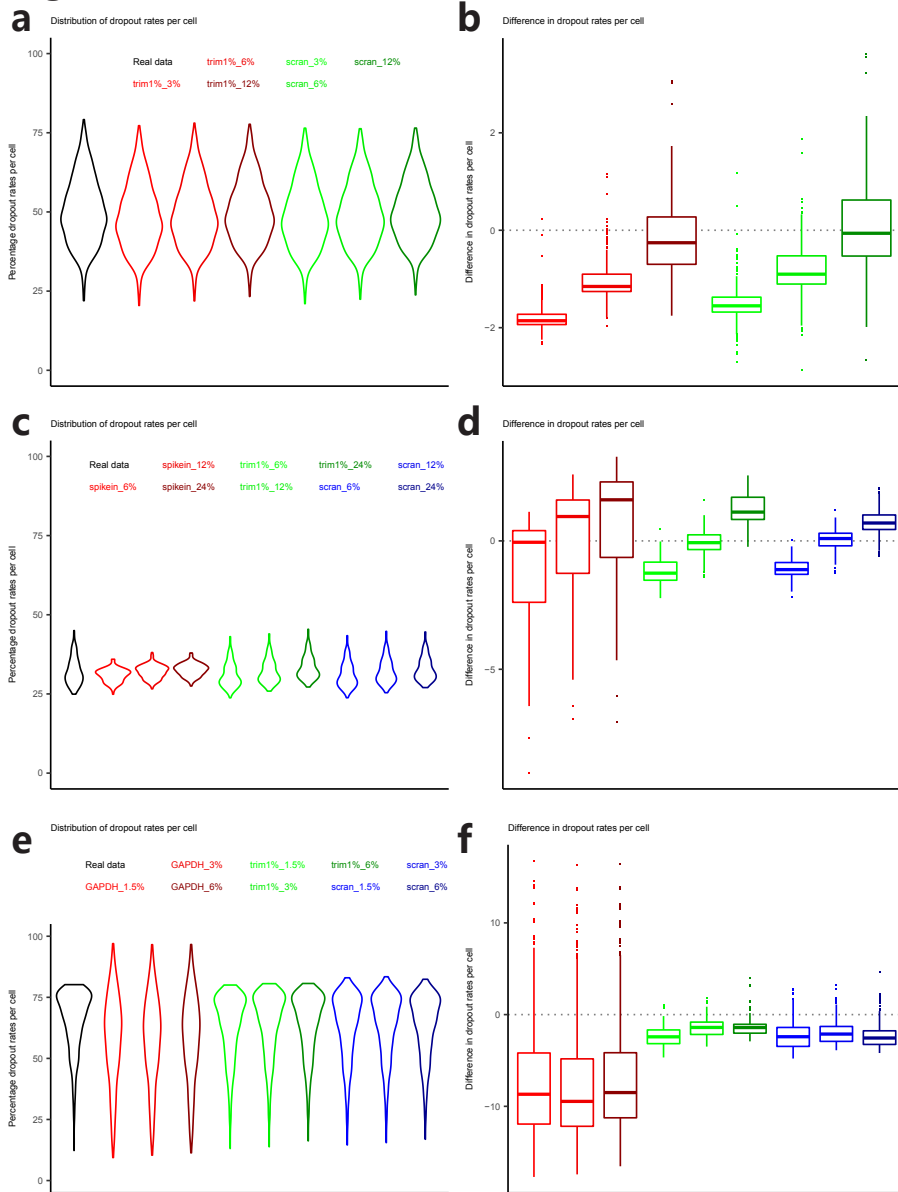 a
Distribution of dropout rates per cell
Percentage dropout rates per cell
100
75
50
25
0
Real data trim1%_6% scran_3% scran_12%
trim1%_3% trim1%_12% scran_6%
b
Difference in dropout rates per cell
Difference in dropout rates per cell
2
0
−2
c
Distribution of dropout rates per cell
Percentage dropout rates per cell
100
75
50
25
0
Real data spikein_12% trim1%_6% trim1%_24% scran_12%
spikein_6% spikein_24% trim1%_12% scran_6% scran_24%
d
Difference in dropout rates per cell
Difference in dropout rates per cell
0
−5
e
Distribution of dropout rates per cell
Percentage dropout rates per cell
Real data GAPDH_3% trim1%_1.5% trim1%_6% scran_3%
GAPDH_1.5% GAPDH_6% trim1%_3% scran_1.5% scran_6%
100
75
50
25
0
f
Difference in dropout rates per cell
Difference in dropout rates per cell
10
0
−10